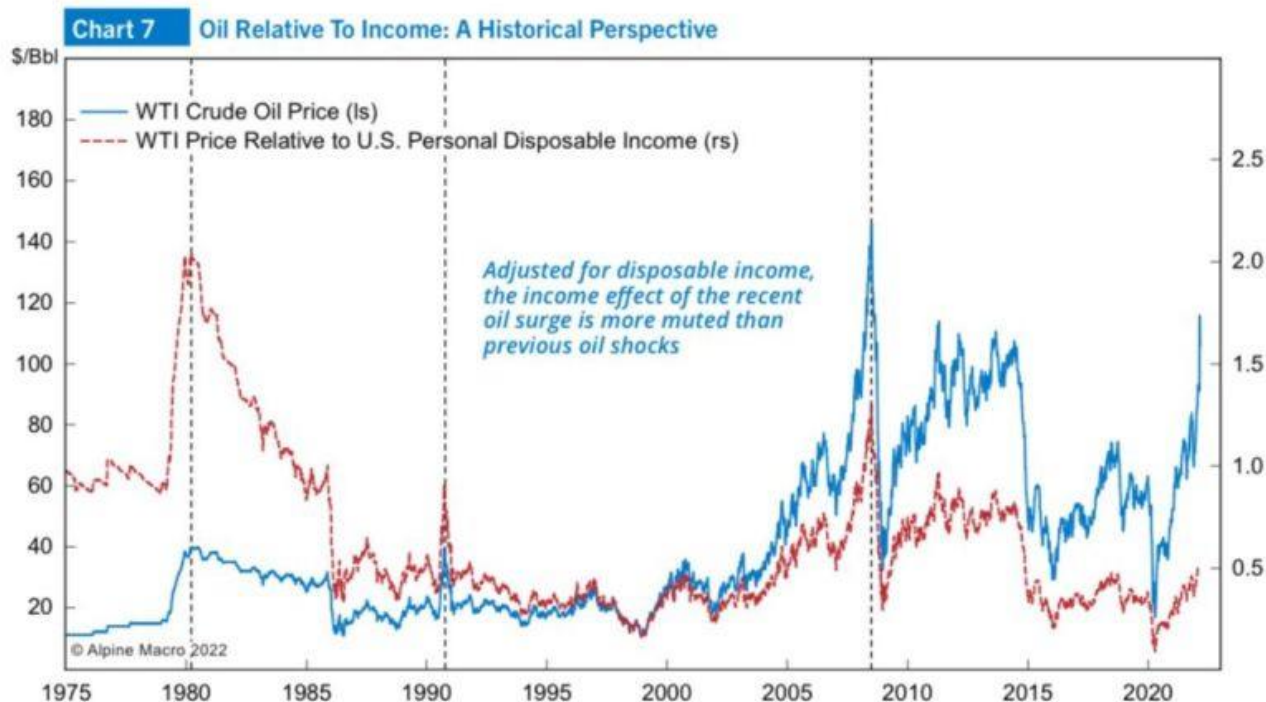 Chart 7 Oil Relative To Income: A Historical Perspective
$/Bbl
WTI Crude Oil Price (ls)
WTI Price Relative to U.S. Personal Disposable Income (rs)
180
160
140
120
100
80
60
40
20
2.5
2.0
1.5
1.0
0.5
Adjusted for disposable income,
the income effect of the recent
oil surge is more muted than
previous oil shocks
© Alpine Macro 2022
1975 1980 1985 1990 1995 2000 2005 2010 2015 2020